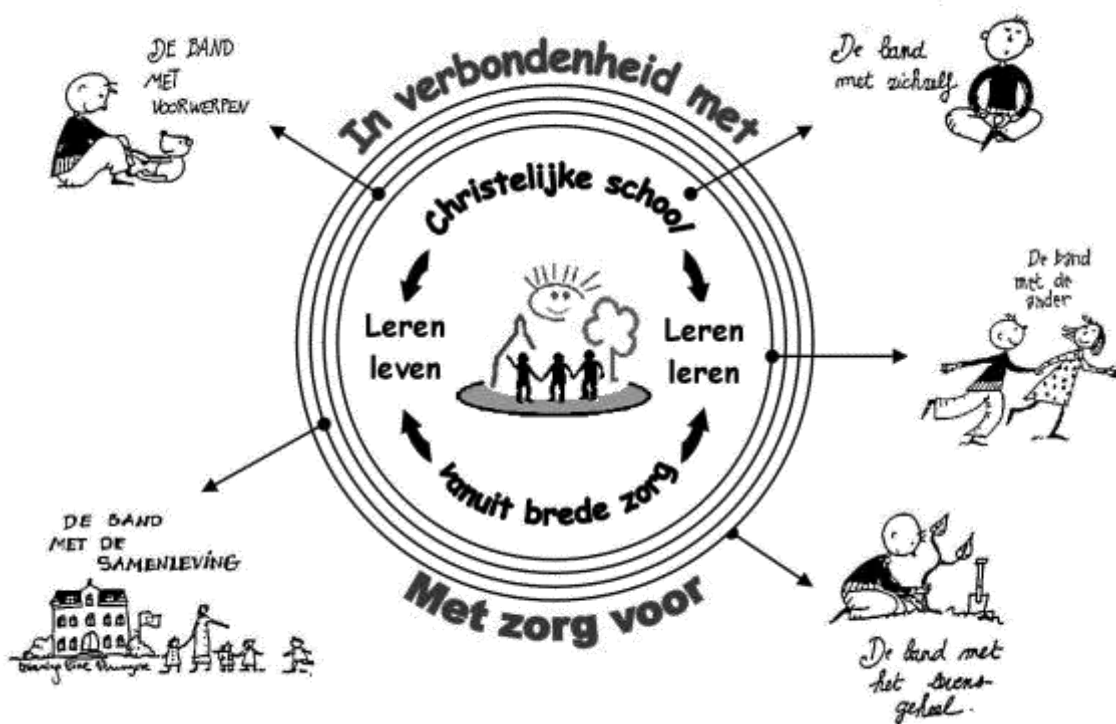 DE BAND
MET
VOORWERPEN
In verbondenheid met
De band
met zichzelf
Christelijke school
De band
met de
ander
Leren
leven
Leren
leren
vanuit brede zorg
DE BAND
MET DE
SAMENLEVING
Met zorg voor
De band met
het zijns-
geheel.